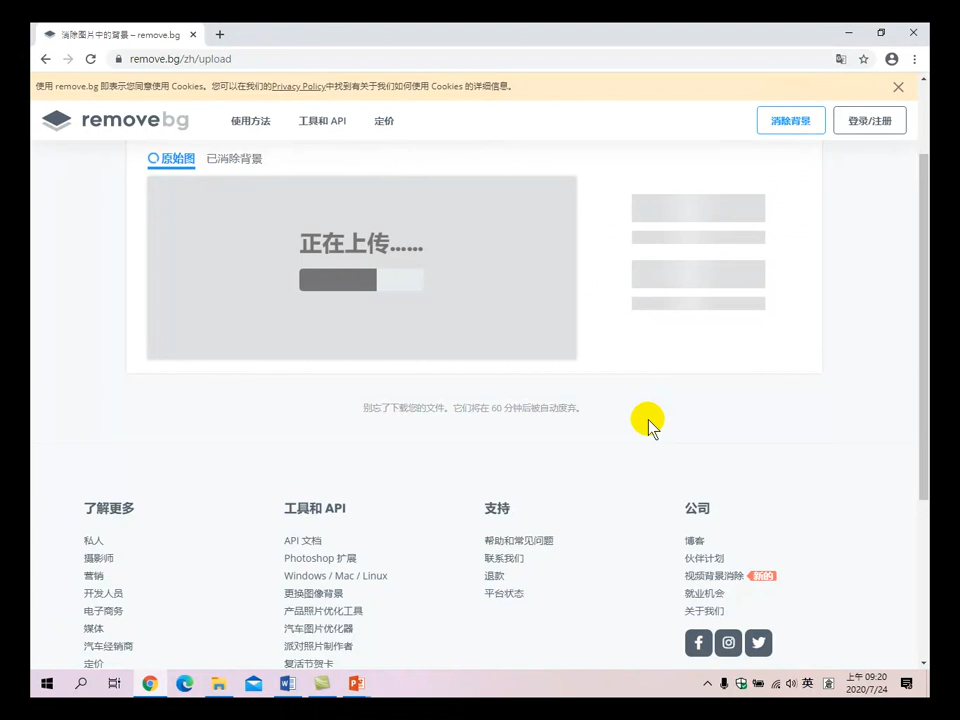 消除图片中的背景 – remove.bg
remove.bg/zh/upload
使用 remove.bg 即表示您同意使用 Cookies。您可以在我们的Privacy Policy中找到有关于我们如何使用 Cookies 的详细信息。
removebg 使用方法 工具和 API 定价 消除背景 登录/注册
原始图 已消除背景
正在上传......
别忘了下载您的文件。它们将在 60 分钟后被自动废弃。
了解更多
私人
摄影师
营销
开发人员
电子商务
媒体
汽车经销商
定价
工具和 API
API 文档
Photoshop 扩展
Windows / Mac / Linux
更换图像背景
产品照片优化工具
汽车图片优化器
派对照片制作者
复活节贺卡
支持
帮助和常见问题
联系我们
退款
平台状态
公司
博客
伙伴计划
视频背景消除 新的
就业机会
关于我们
英
上午 09:20
2020/7/24